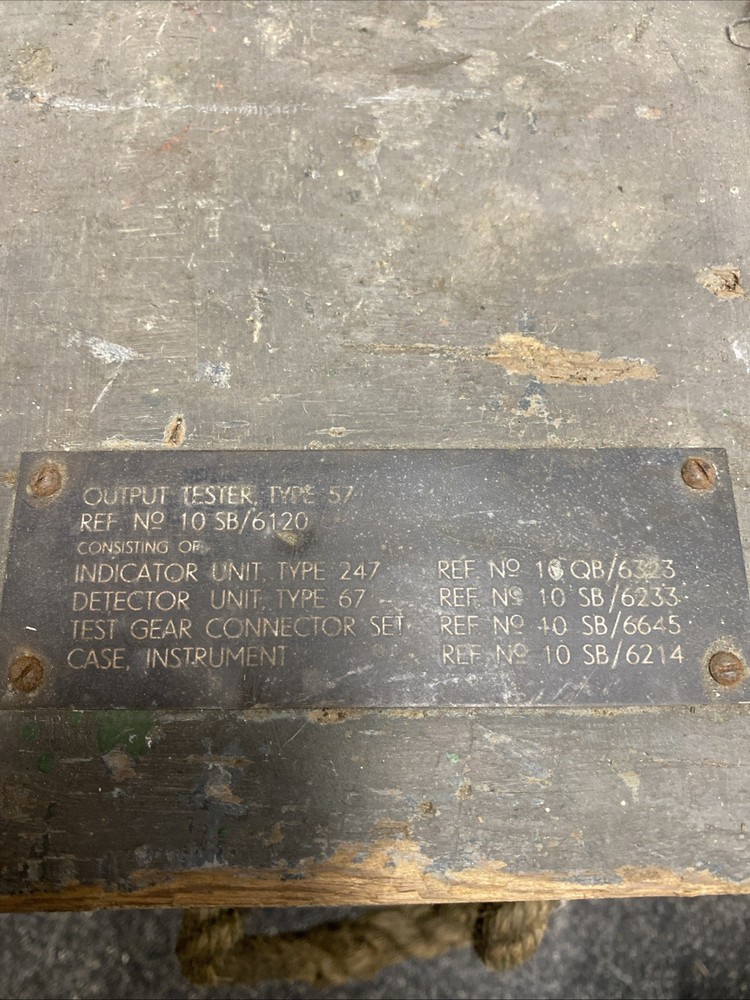 OUTPUT TESTER, TYPE 57
REF Nº 10 SB/6120
CONSISTING OF
INDICATOR UNIT, TYPE 247 REF Nº 10 QB/6323
DETECTOR UNIT, TYPE 67 REF Nº 10 SB/6233
TEST GEAR CONNECTOR SET REF Nº 10 SB/6645
CASE, INSTRUMENT REF Nº 10 SB/6214